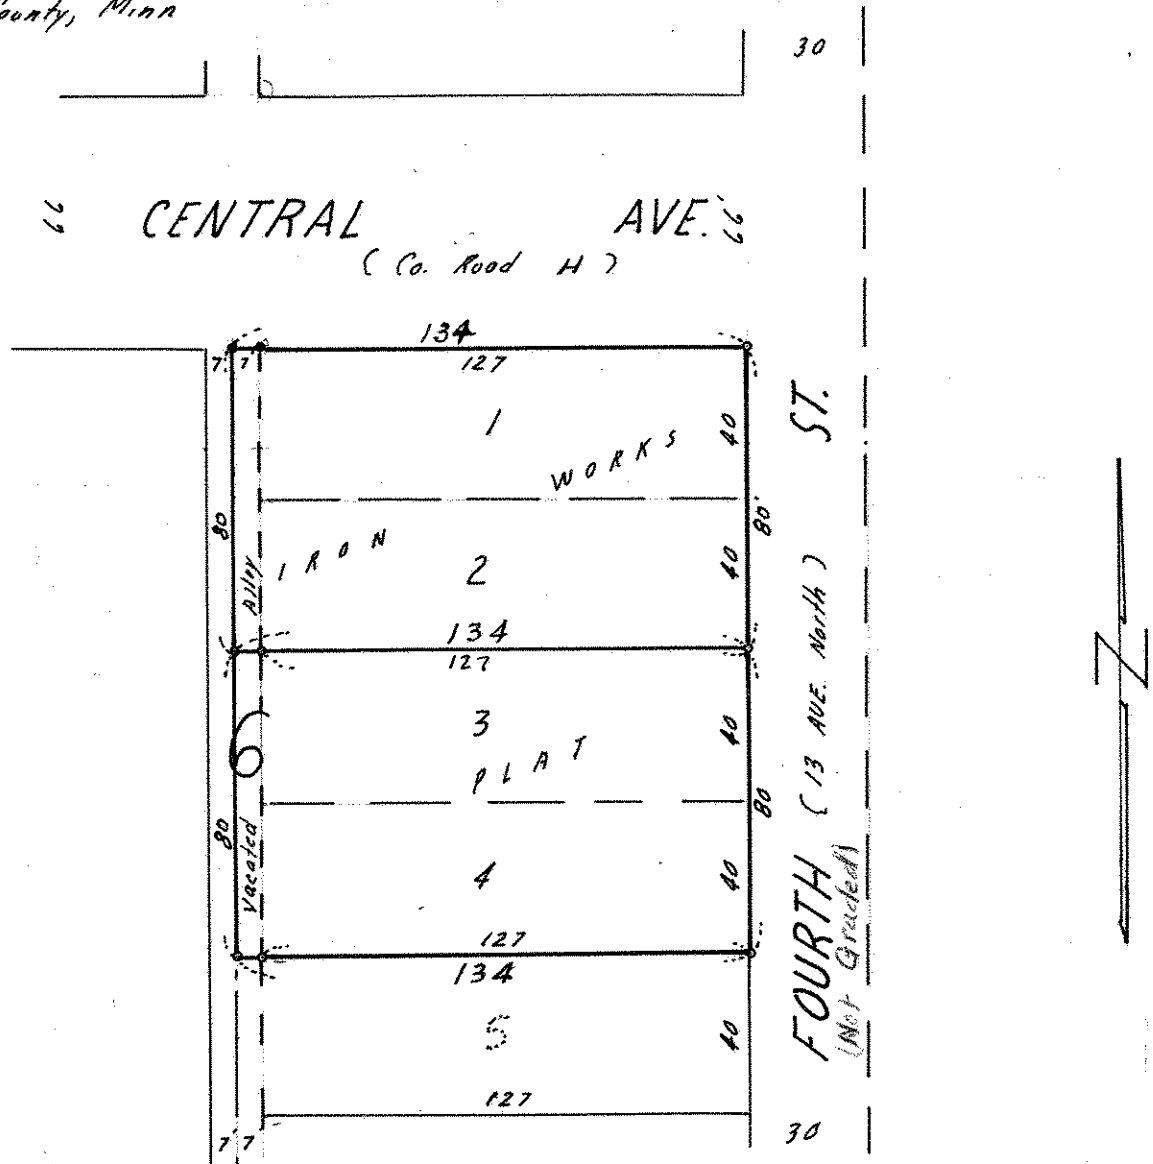 ounty, Minn
30
66 CENTRAL AVE. 66
( Co. Road H )
134
7 7 127
1
40
ST.
WORKS
80
80
IRON
2
40
Alley
134
127
( 13 AVE. North )
3
40
6
PLAT
80
80
vacated
4
40
FOURTH
(Not Graded)
127
134
5
40
127
7 7
30
N